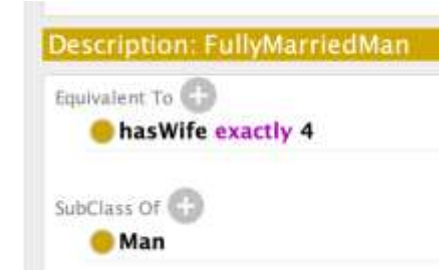 Description: FullyMarriedMan
Equivalent To
hasWife exactly 4
SubClass Of
Man